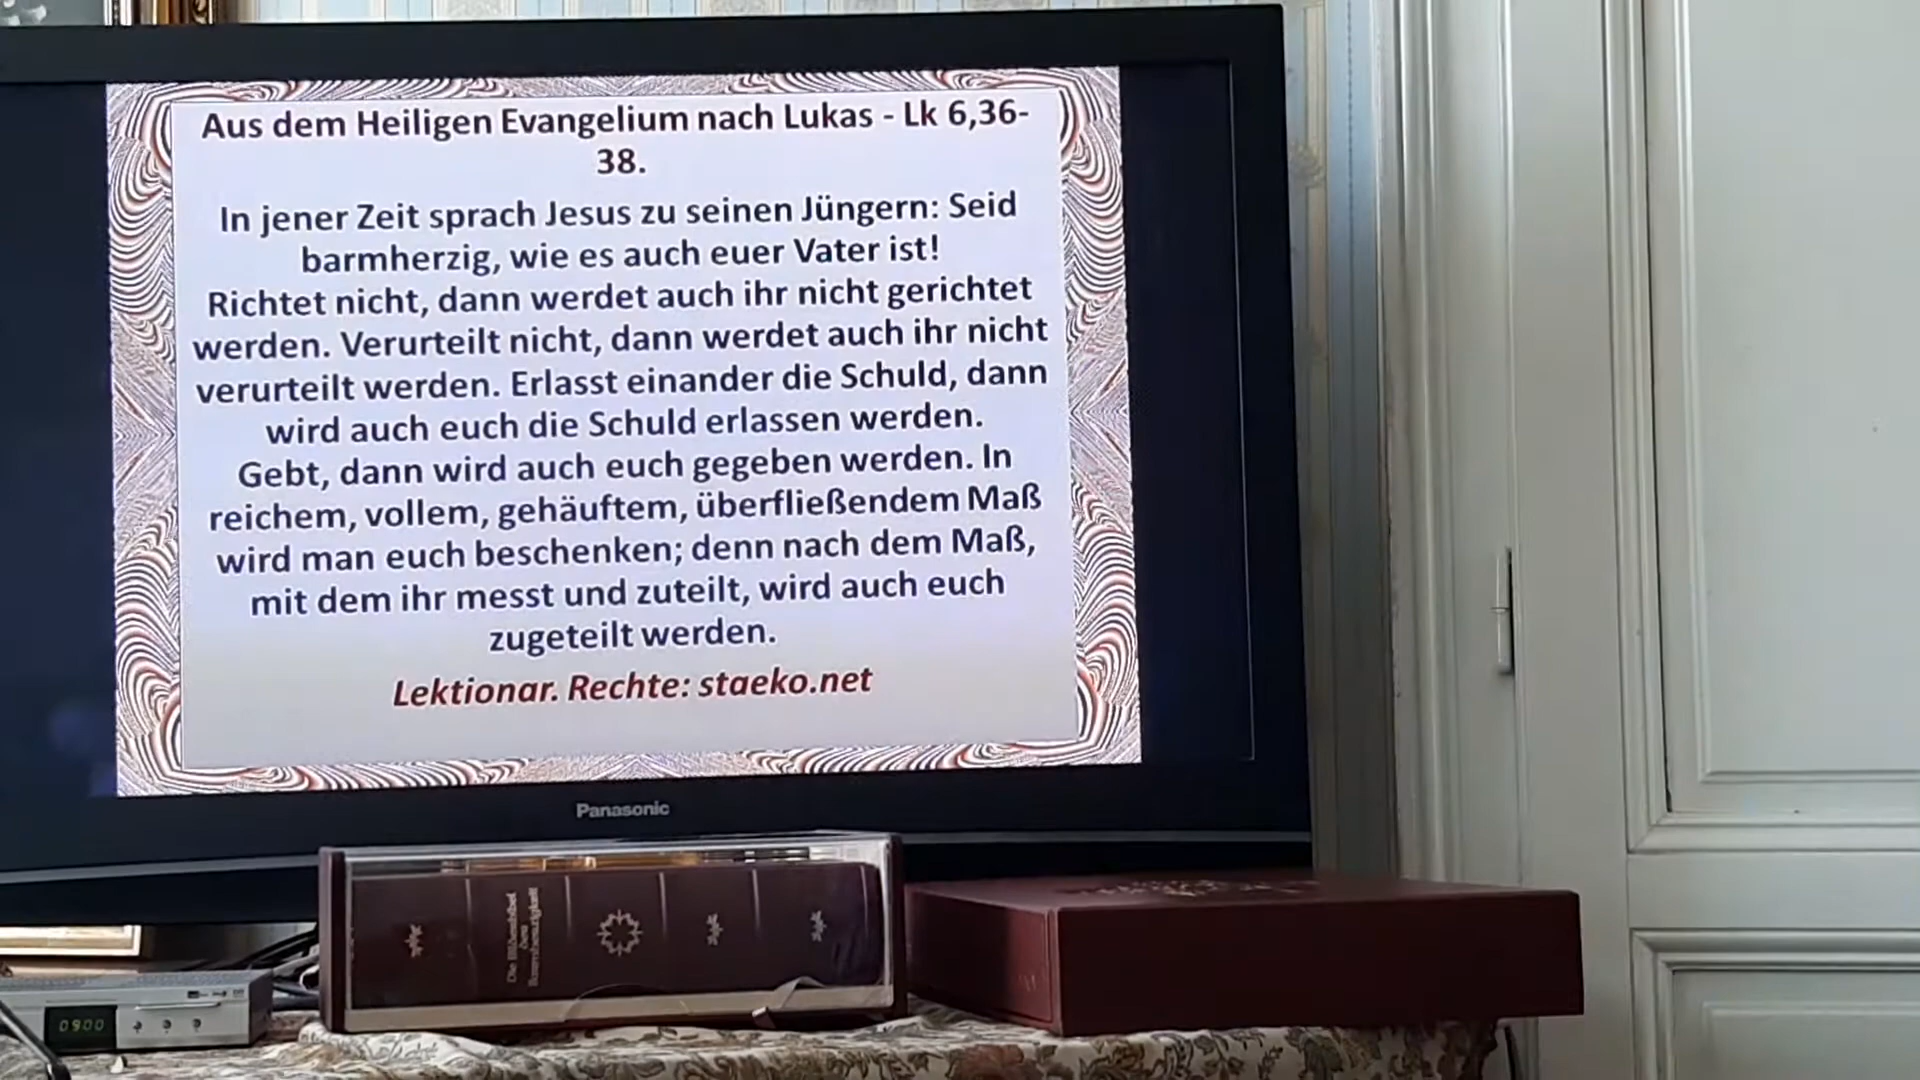 Aus dem Heiligen Evangelium nach Lukas - Lk 6,36-
38.
In jener Zeit sprach Jesus zu seinen Jüngern: Seid
barmherzig, wie es auch euer Vater ist!
Richtet nicht, dann werdet auch ihr nicht gerichtet
werden. Verurteilt nicht, dann werdet auch ihr nicht
verurteilt werden. Erlasst einander die Schuld, dann
wird auch euch die Schuld erlassen werden.
Gebt, dann wird auch euch gegeben werden. In
reichem, vollem, gehäuftem, überfließendem Maß
wird man euch beschenken; denn nach dem Maß,
mit dem ihr messt und zuteilt, wird auch euch
zugeteilt werden.
Lektionar. Rechte: staeko.net
Panasonic
Die Bilderbibel
der
Barmherzigkeit
0900